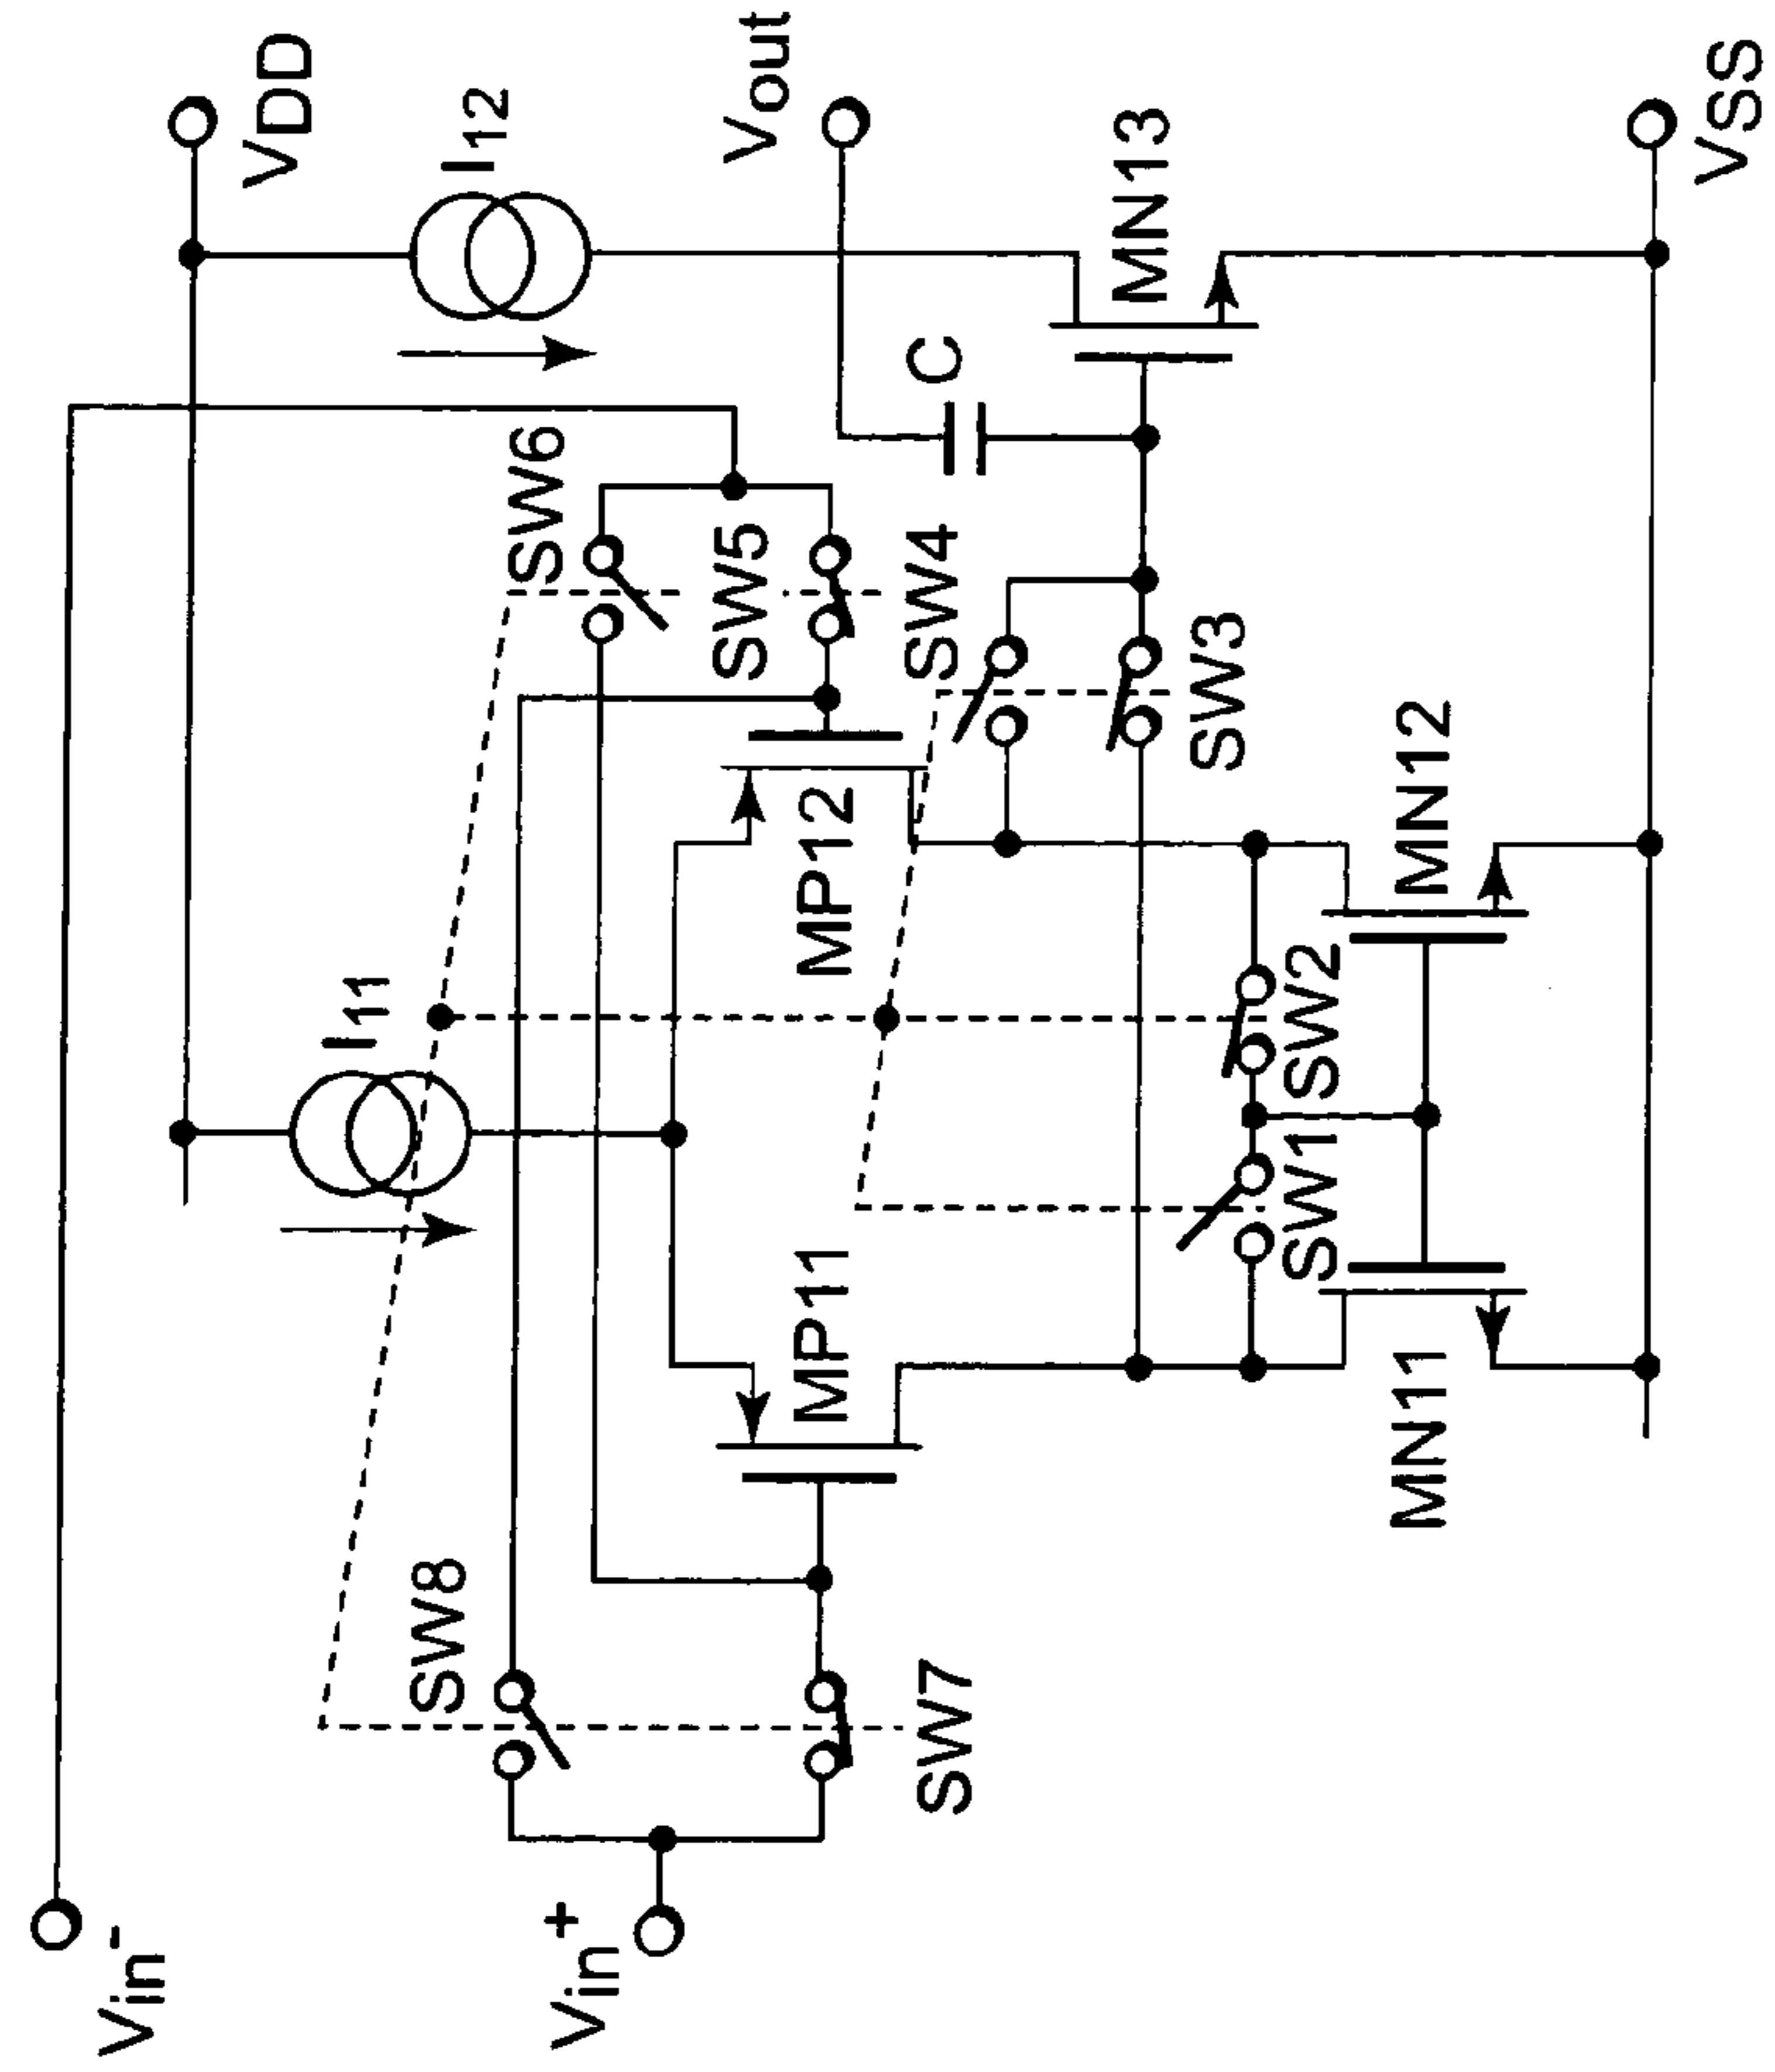 Vin-
Vin+
VDD
I12
Vout
VSS
MN13
C
SW6
SW5
SW4
SW3
MP12
MN12
I11
SW2
SW1
MP11
MN11
SW8
SW7